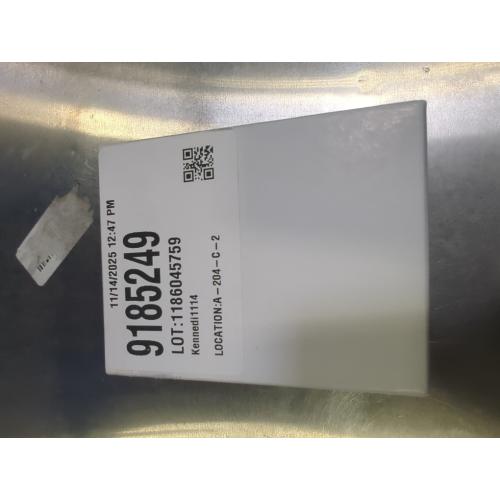 11/14/2025 12:47 PM
9185249
LOT:1186045759
Kennedi1114
LOCATION:A-204-C-2